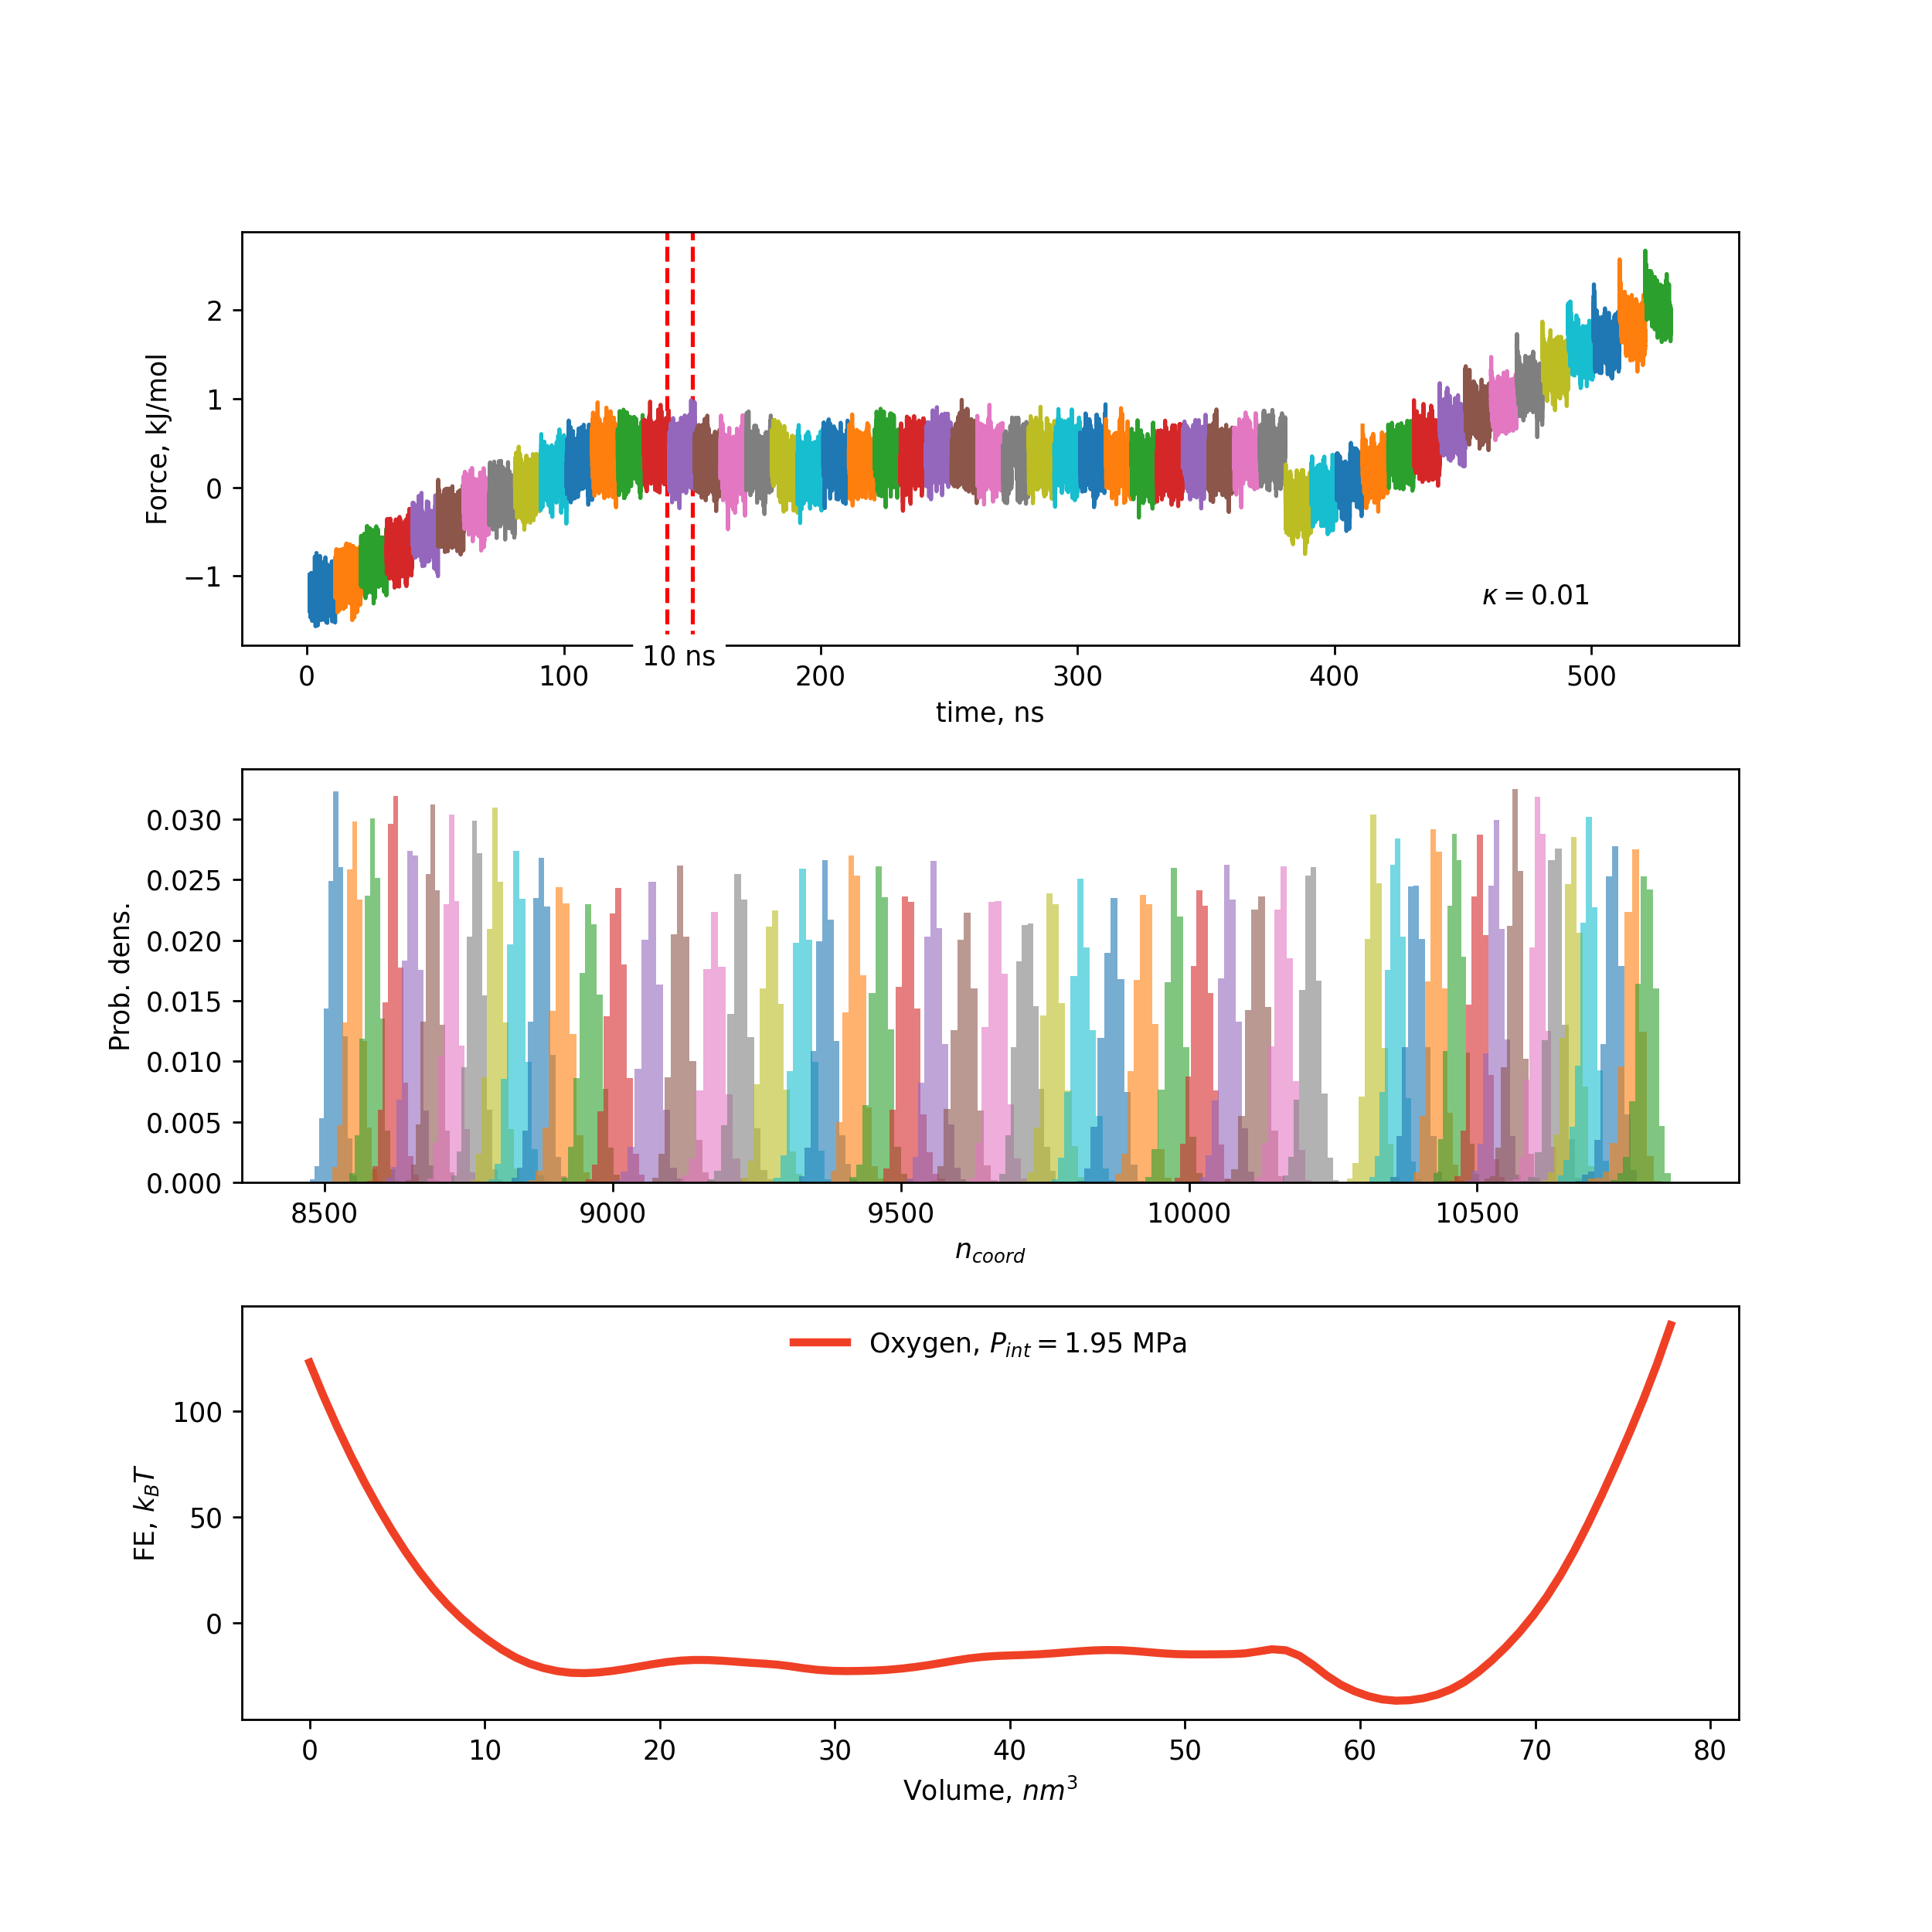 2
1
0
−1
Force, kJ/mol
κ = 0.01
10 ns
0 100 200 300 400 500
time, ns
0.030
0.025
0.020
0.015
0.010
0.005
0.000
Prob. dens.
8500 9000 9500 10000 10500
n_coord
Oxygen, P_int = 1.95 MPa
100
50
0
FE, k_BT
0 10 20 30 40 50 60 70 80
Volume, nm³